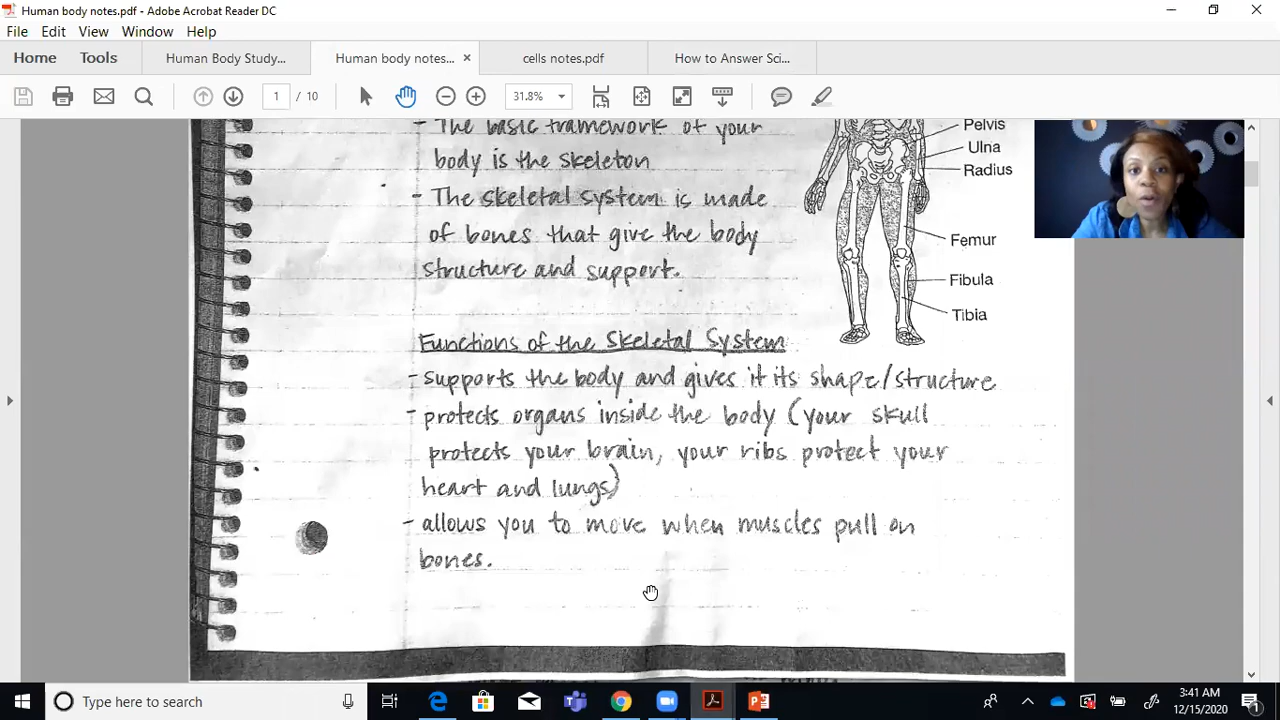 Human body notes.pdf - Adobe Acrobat Reader DC
File Edit View Window Help
Home Tools Human Body Study... Human body notes... × cells notes.pdf How to Answer Sci...
1 / 10 31.8%
- The basic framework of your
body is the skeleton
- The skeletal system is made
of bones that give the body
structure and support.
Pelvis
Ulna
Radius
Femur
Fibula
Tibia
Functions of the Skeletal System
- supports the body and gives it its shape/structure
- protects organs inside the body (your skull
protects your brain, your ribs protect your
heart and lungs)
- allows you to move when muscles pull on
bones.
Type here to search
:41 AM
12/15/2020